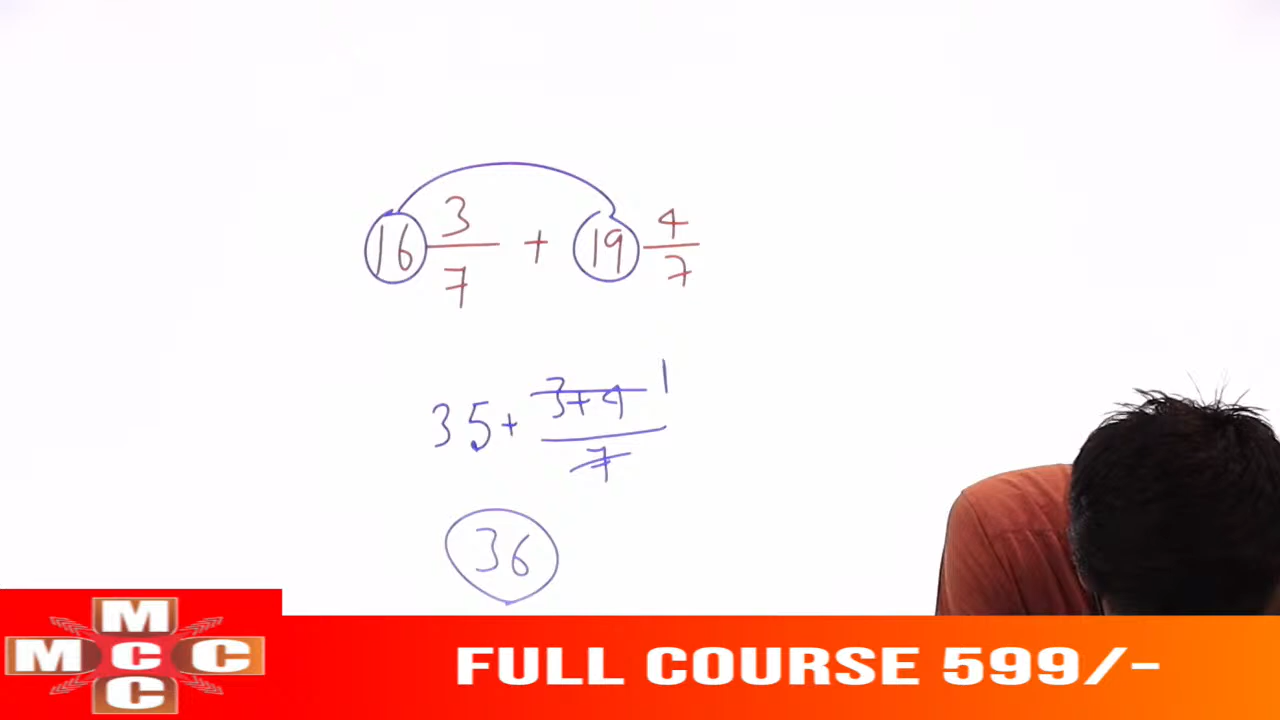 16 3/7 + 19 4/7
35 + 3+4/7 1
36
M
MCC
C
FULL COURSE 599/-